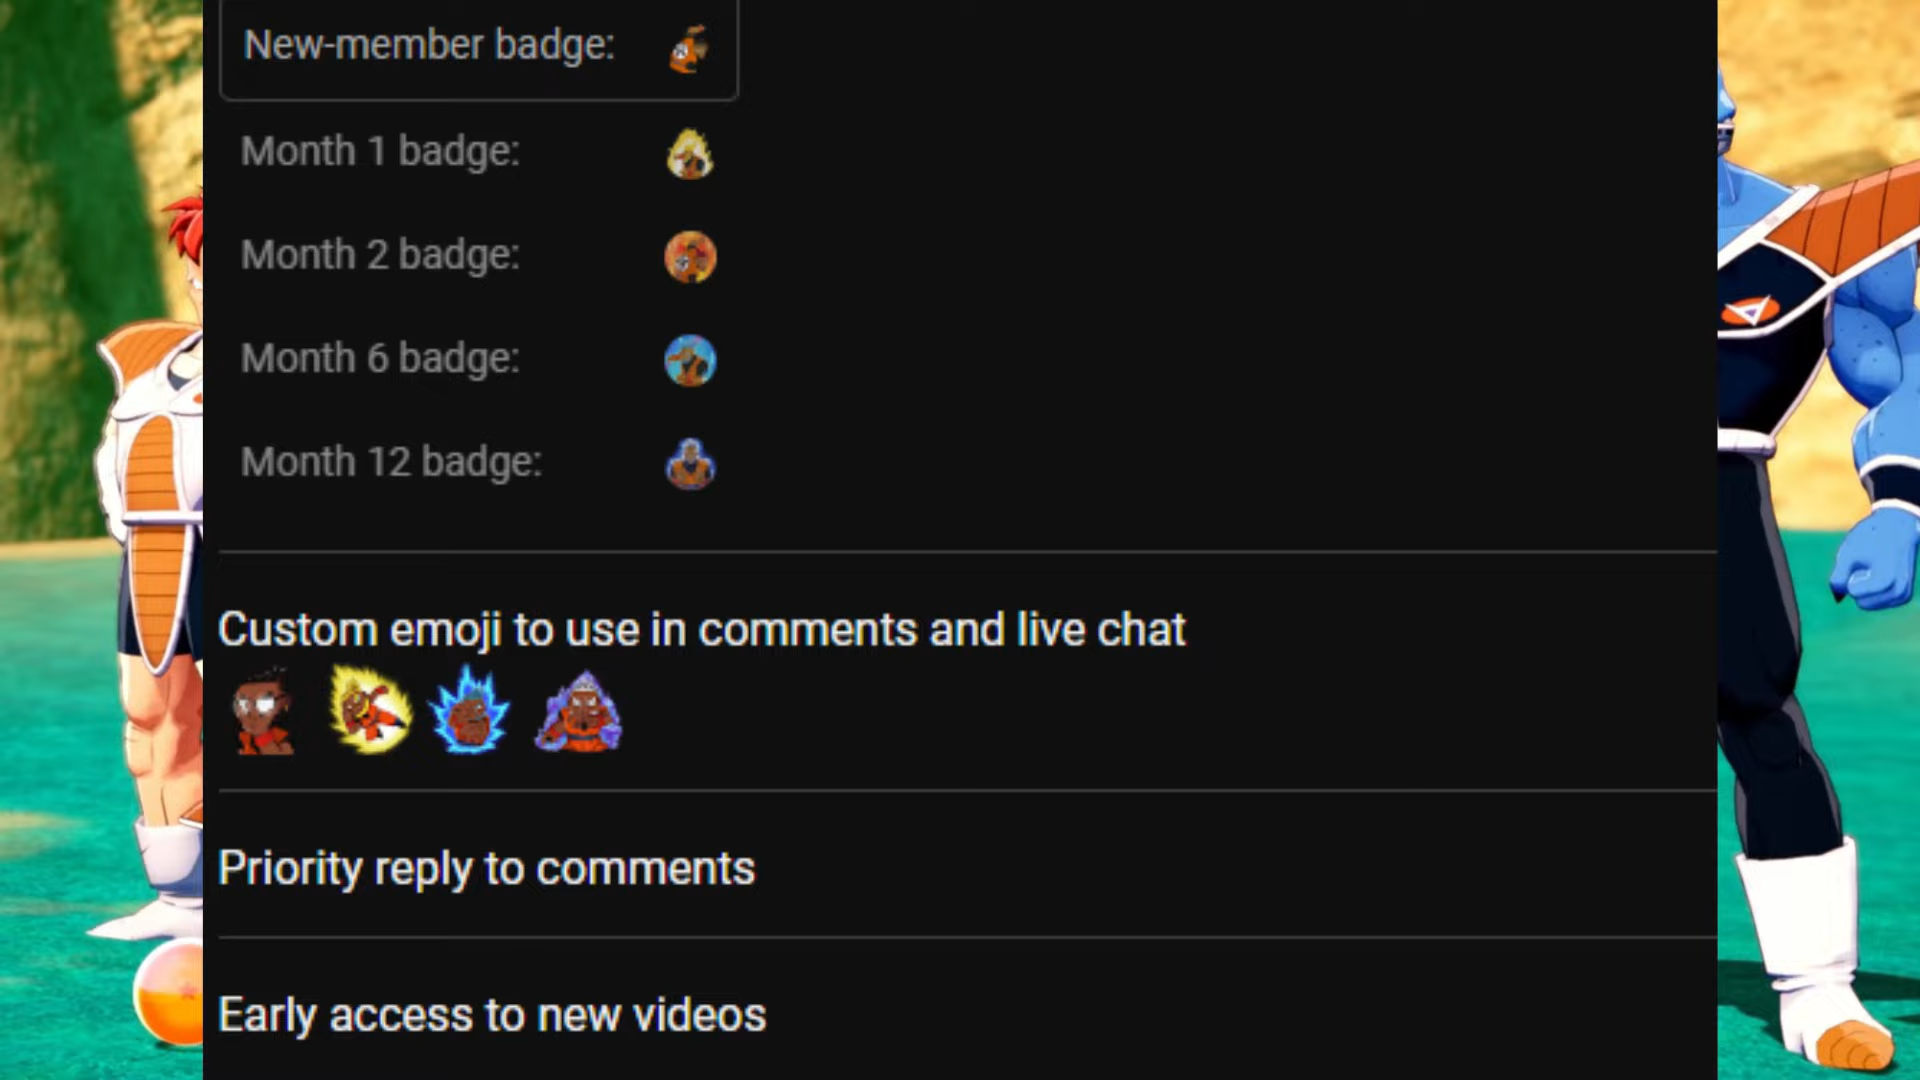 New-member badge:
Month 1 badge:
Month 2 badge:
Month 6 badge:
Month 12 badge:
Custom emoji to use in comments and live chat
Priority reply to comments
Early access to new videos